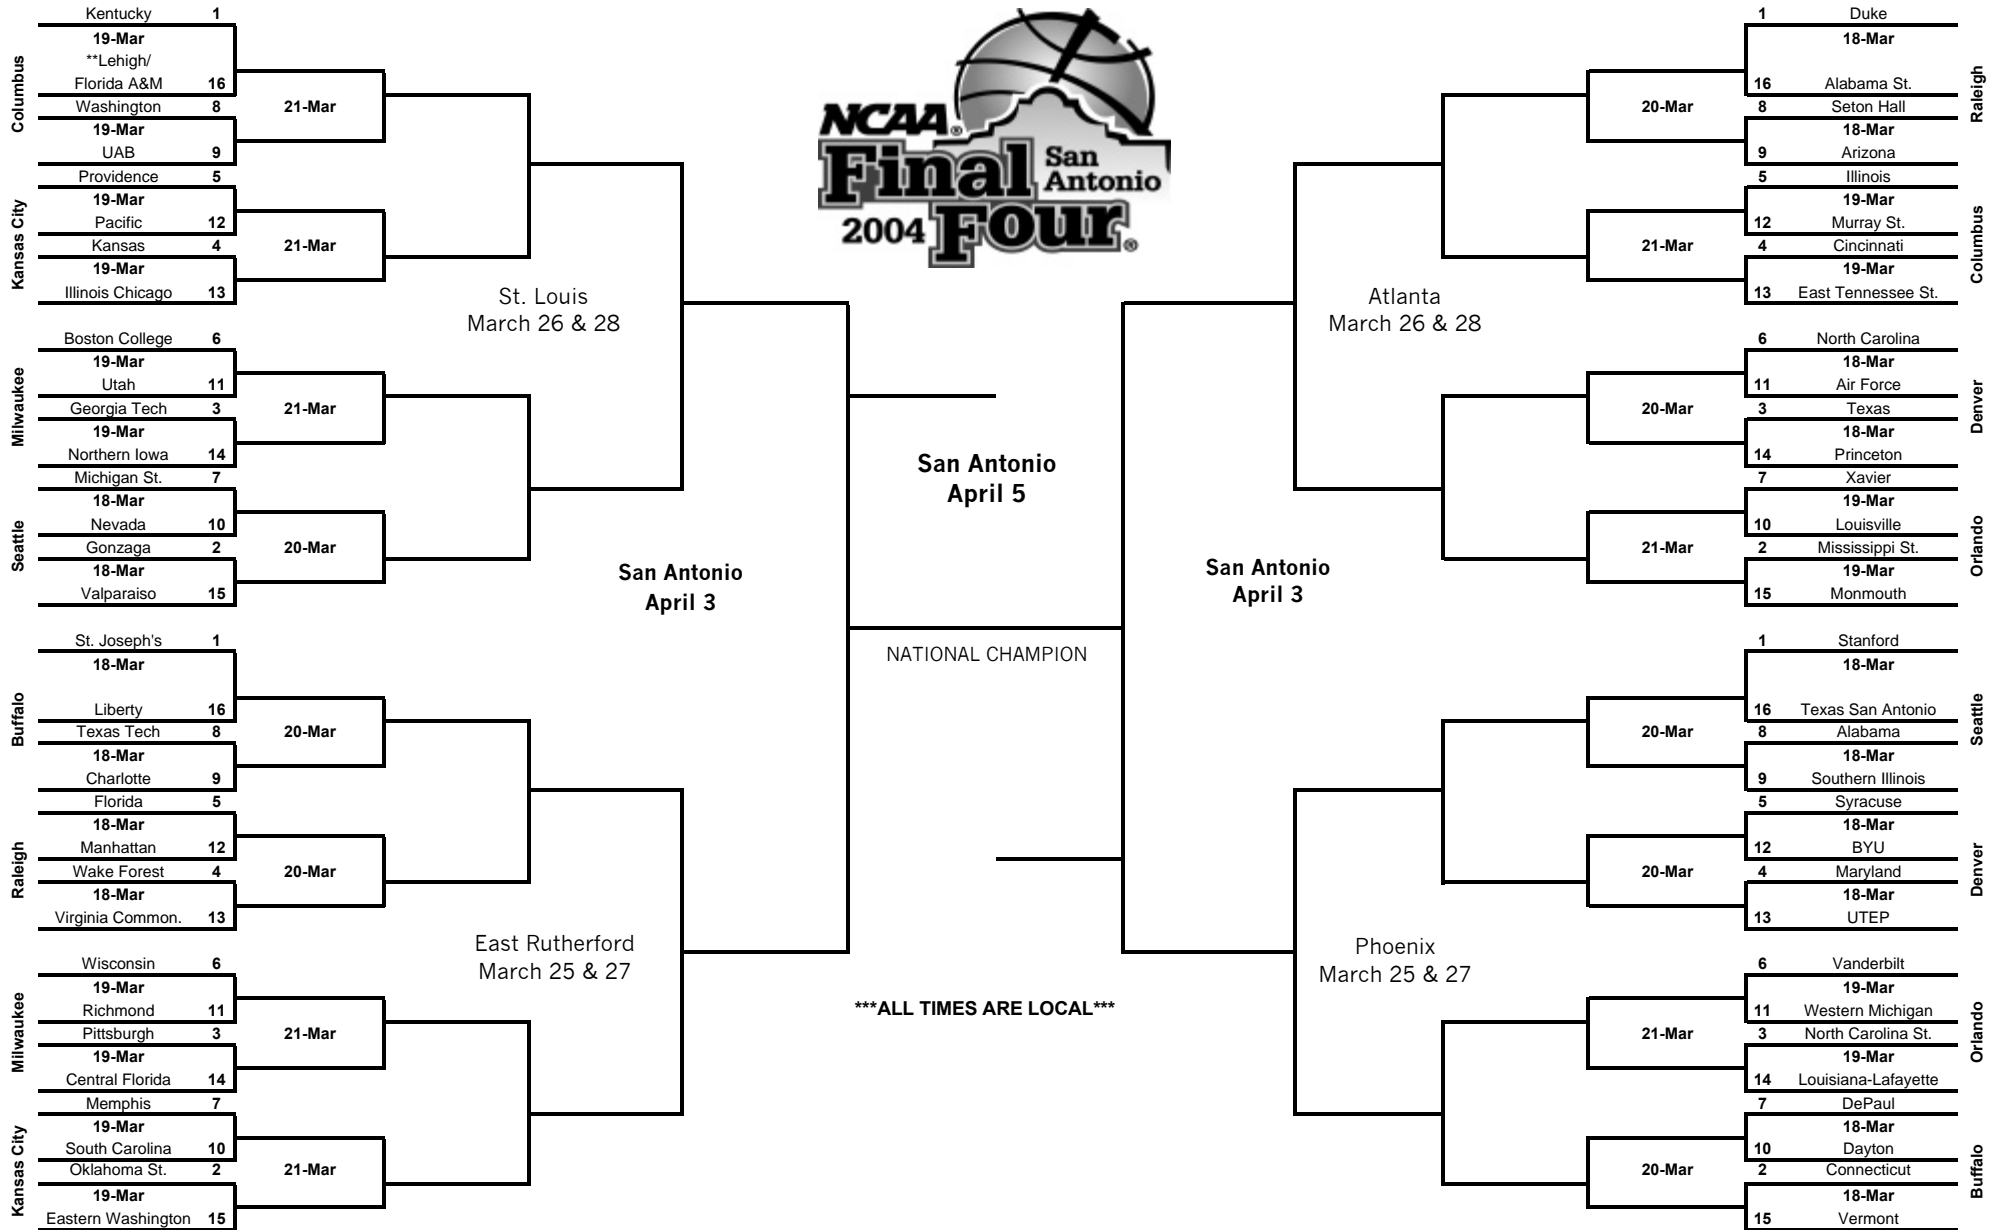 Kentucky 1
19-Mar
**Lehigh/
Florida A&M 16
Washington 8
19-Mar
UAB 9
Columbus
21-Mar
Providence 5
19-Mar
Pacific 12
Kansas 4
19-Mar
Illinois Chicago 13
Kansas City
21-Mar
Boston College 6
19-Mar
Utah 11
Georgia Tech 3
19-Mar
Northern Iowa 14
Milwaukee
21-Mar
Michigan St. 7
18-Mar
Nevada 10
Gonzaga 2
18-Mar
Valparaiso 15
Seattle
20-Mar
St. Louis
March 26 & 28
St. Joseph's 1
18-Mar
Liberty 16
Texas Tech 8
18-Mar
Charlotte 9
Buffalo
20-Mar
Florida 5
18-Mar
Manhattan 12
Wake Forest 4
18-Mar
Virginia Common. 13
Raleigh
20-Mar
Wisconsin 6
19-Mar
Richmond 11
Pittsburgh 3
19-Mar
Central Florida 14
Milwaukee
21-Mar
Memphis 7
19-Mar
South Carolina 10
Oklahoma St. 2
19-Mar
Eastern Washington 15
Kansas City
21-Mar
East Rutherford
March 25 & 27
San Antonio
April 3
NCAA®
Final San
Antonio
2004 Four®
San Antonio
April 5
NATIONAL CHAMPION
***ALL TIMES ARE LOCAL***
San Antonio
April 3
Atlanta
March 26 & 28
1 Duke
18-Mar
16 Alabama St.
8 Seton Hall
18-Mar
9 Arizona
Raleigh
20-Mar
5 Illinois
19-Mar
12 Murray St.
4 Cincinnati
19-Mar
13 East Tennessee St.
Columbus
21-Mar
6 North Carolina
18-Mar
11 Air Force
3 Texas
18-Mar
14 Princeton
Denver
20-Mar
7 Xavier
19-Mar
10 Louisville
2 Mississippi St.
19-Mar
15 Monmouth
Orlando
21-Mar
Phoenix
March 25 & 27
1 Stanford
18-Mar
16 Texas San Antonio
8 Alabama
18-Mar
9 Southern Illinois
Seattle
20-Mar
5 Syracuse
18-Mar
12 BYU
4 Maryland
18-Mar
13 UTEP
Denver
20-Mar
6 Vanderbilt
19-Mar
11 Western Michigan
3 North Carolina St.
19-Mar
14 Louisiana-Lafayette
Orlando
21-Mar
7 DePaul
18-Mar
10 Dayton
2 Connecticut
18-Mar
15 Vermont
Buffalo
20-Mar